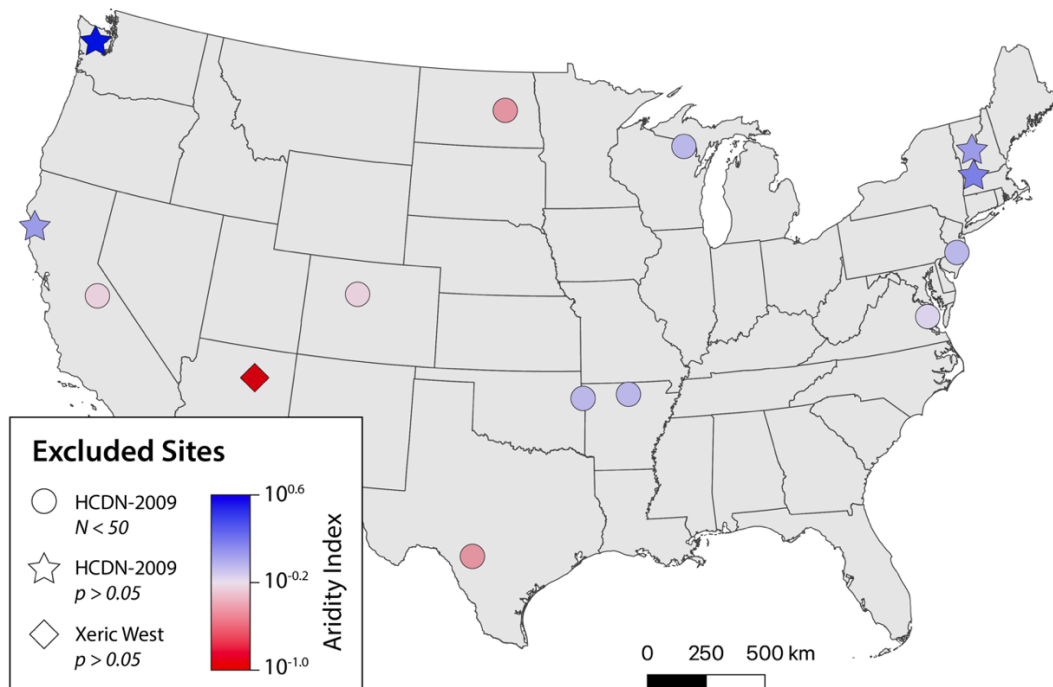 Excluded Sites
HCDN-2009
N < 50
HCDN-2009
p > 0.05
Xeric West
p > 0.05
10^0.6
10^-0.2
10^-1.0
Aridity Index
0 250 500 km